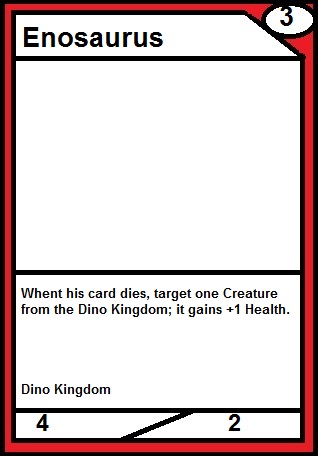 Enosaurus
3
Whent his card dies, target one Creature
from the Dino Kingdom; it gains +1 Health.
Dino Kingdom
4
2